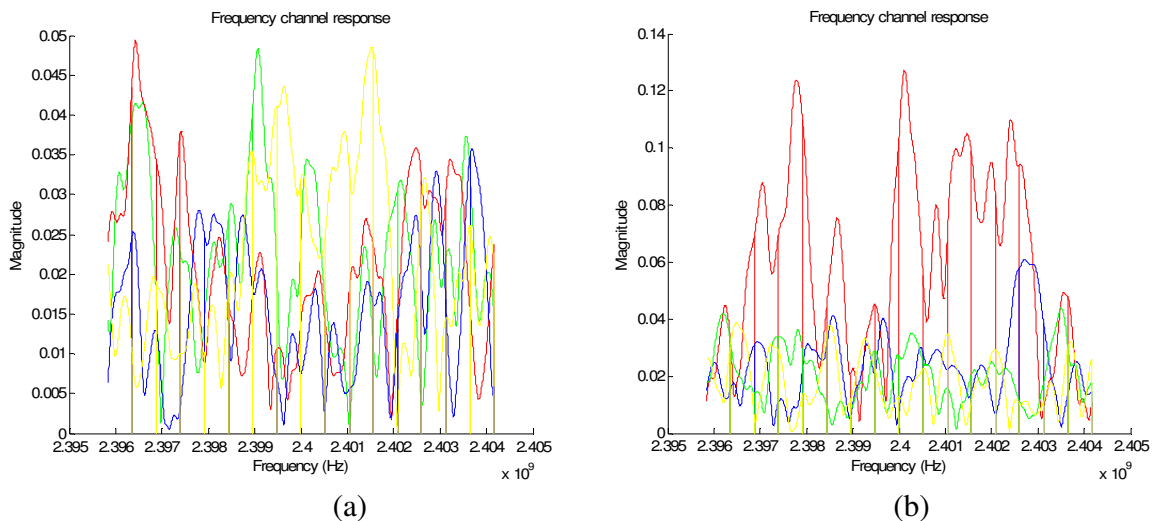 Frequency channel response
0.05
0.045
0.04
0.035
0.03
0.025
0.02
0.015
0.01
0.005
0
Magnitude
2.395 2.396 2.397 2.398 2.399 2.4 2.401 2.402 2.403 2.404 2.405
Frequency (Hz)
x 10^9
(a)
Frequency channel response
0.14
0.12
0.1
0.08
0.06
0.04
0.02
0
Magnitude
2.395 2.396 2.397 2.398 2.399 2.4 2.401 2.402 2.403 2.404 2.405
Frequency (Hz)
x 10^9
(b)